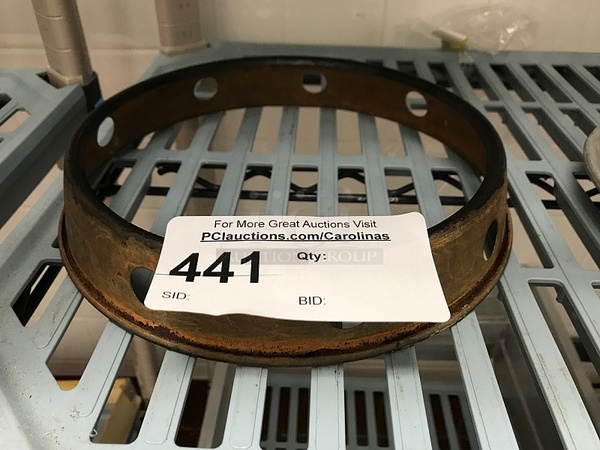 For More Great Auctions Visit
PCIauctions.com/Carolinas
441 Qty:
SID: BID: